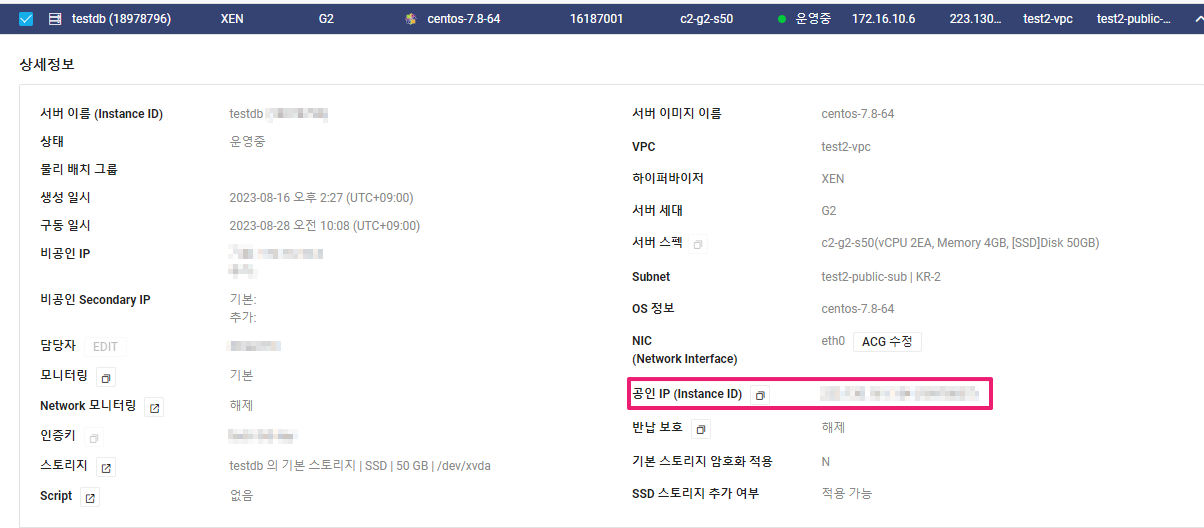 testdb (18978796) XEN G2 centos-7.8-64 16187001 c2-g2-s50 운영중 172.16.10.6 223.130... test2-vpc test2-public-...
상세정보
서버 이름 (Instance ID) testdb
상태 운영중
물리 배치 그룹
생성 일시 2023-08-16 오후 2:27 (UTC+09:00)
구동 일시 2023-08-28 오전 10:08 (UTC+09:00)
비공인 IP
비공인 Secondary IP 기본:
추가:
담당자 EDIT
모니터링 기본
Network 모니터링 해제
인증키
스토리지 testdb 의 기본 스토리지 | SSD | 50 GB | /dev/xvda
Script 없음
서버 이미지 이름 centos-7.8-64
VPC test2-vpc
하이퍼바이저 XEN
서버 세대 G2
서버 스펙 c2-g2-s50(vCPU 2EA, Memory 4GB, [SSD]Disk 50GB)
Subnet test2-public-sub | KR-2
OS 정보 centos-7.8-64
NIC eth0 ACG 수정
(Network Interface)
공인 IP (Instance ID)
반납 보호 해제
기본 스토리지 암호화 적용 N
SSD 스토리지 추가 여부 적용 가능